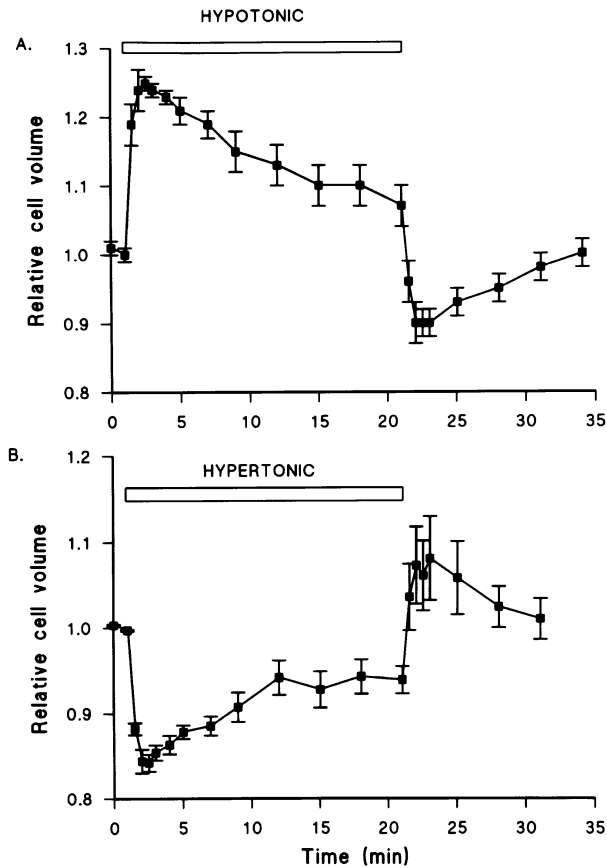 HYPOTONIC
A.
1.3
1.2
1.1
1.0
0.9
0.8
Relative cell volume
0 5 10 15 20 25 30 35
B.
HYPERTONIC
1.2
1.1
1.0
0.9
0.8
Relative cell volume
0 5 10 15 20 25 30 35
Time (min)